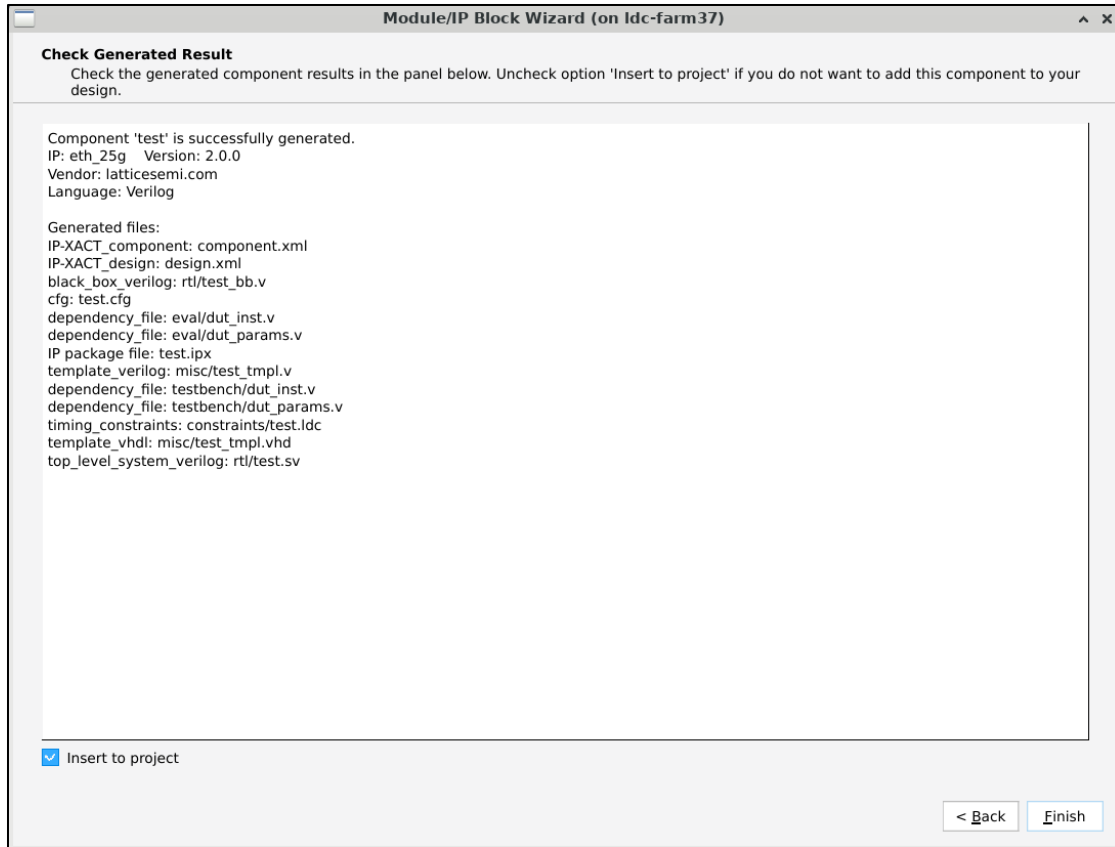 Module/IP Block Wizard (on ldc-farm37)
Check Generated Result
Check the generated component results in the panel below. Uncheck option 'Insert to project' if you do not want to add this component to your
design.
Component 'test' is successfully generated.
IP: eth_25g    Version: 2.0.0
Vendor: latticesemi.com
Language: Verilog
Generated files:
IP-XACT_component: component.xml
IP-XACT_design: design.xml
black_box_verilog: rtl/test_bb.v
cfg: test.cfg
dependency_file: eval/dut_inst.v
dependency_file: eval/dut_params.v
IP package file: test.ipx
template_verilog: misc/test_tmpl.v
dependency_file: testbench/dut_inst.v
dependency_file: testbench/dut_params.v
timing_constraints: constraints/test.ldc
template_vhdl: misc/test_tmpl.vhd
top_level_system_verilog: rtl/test.sv
Insert to project
< Back
Finish